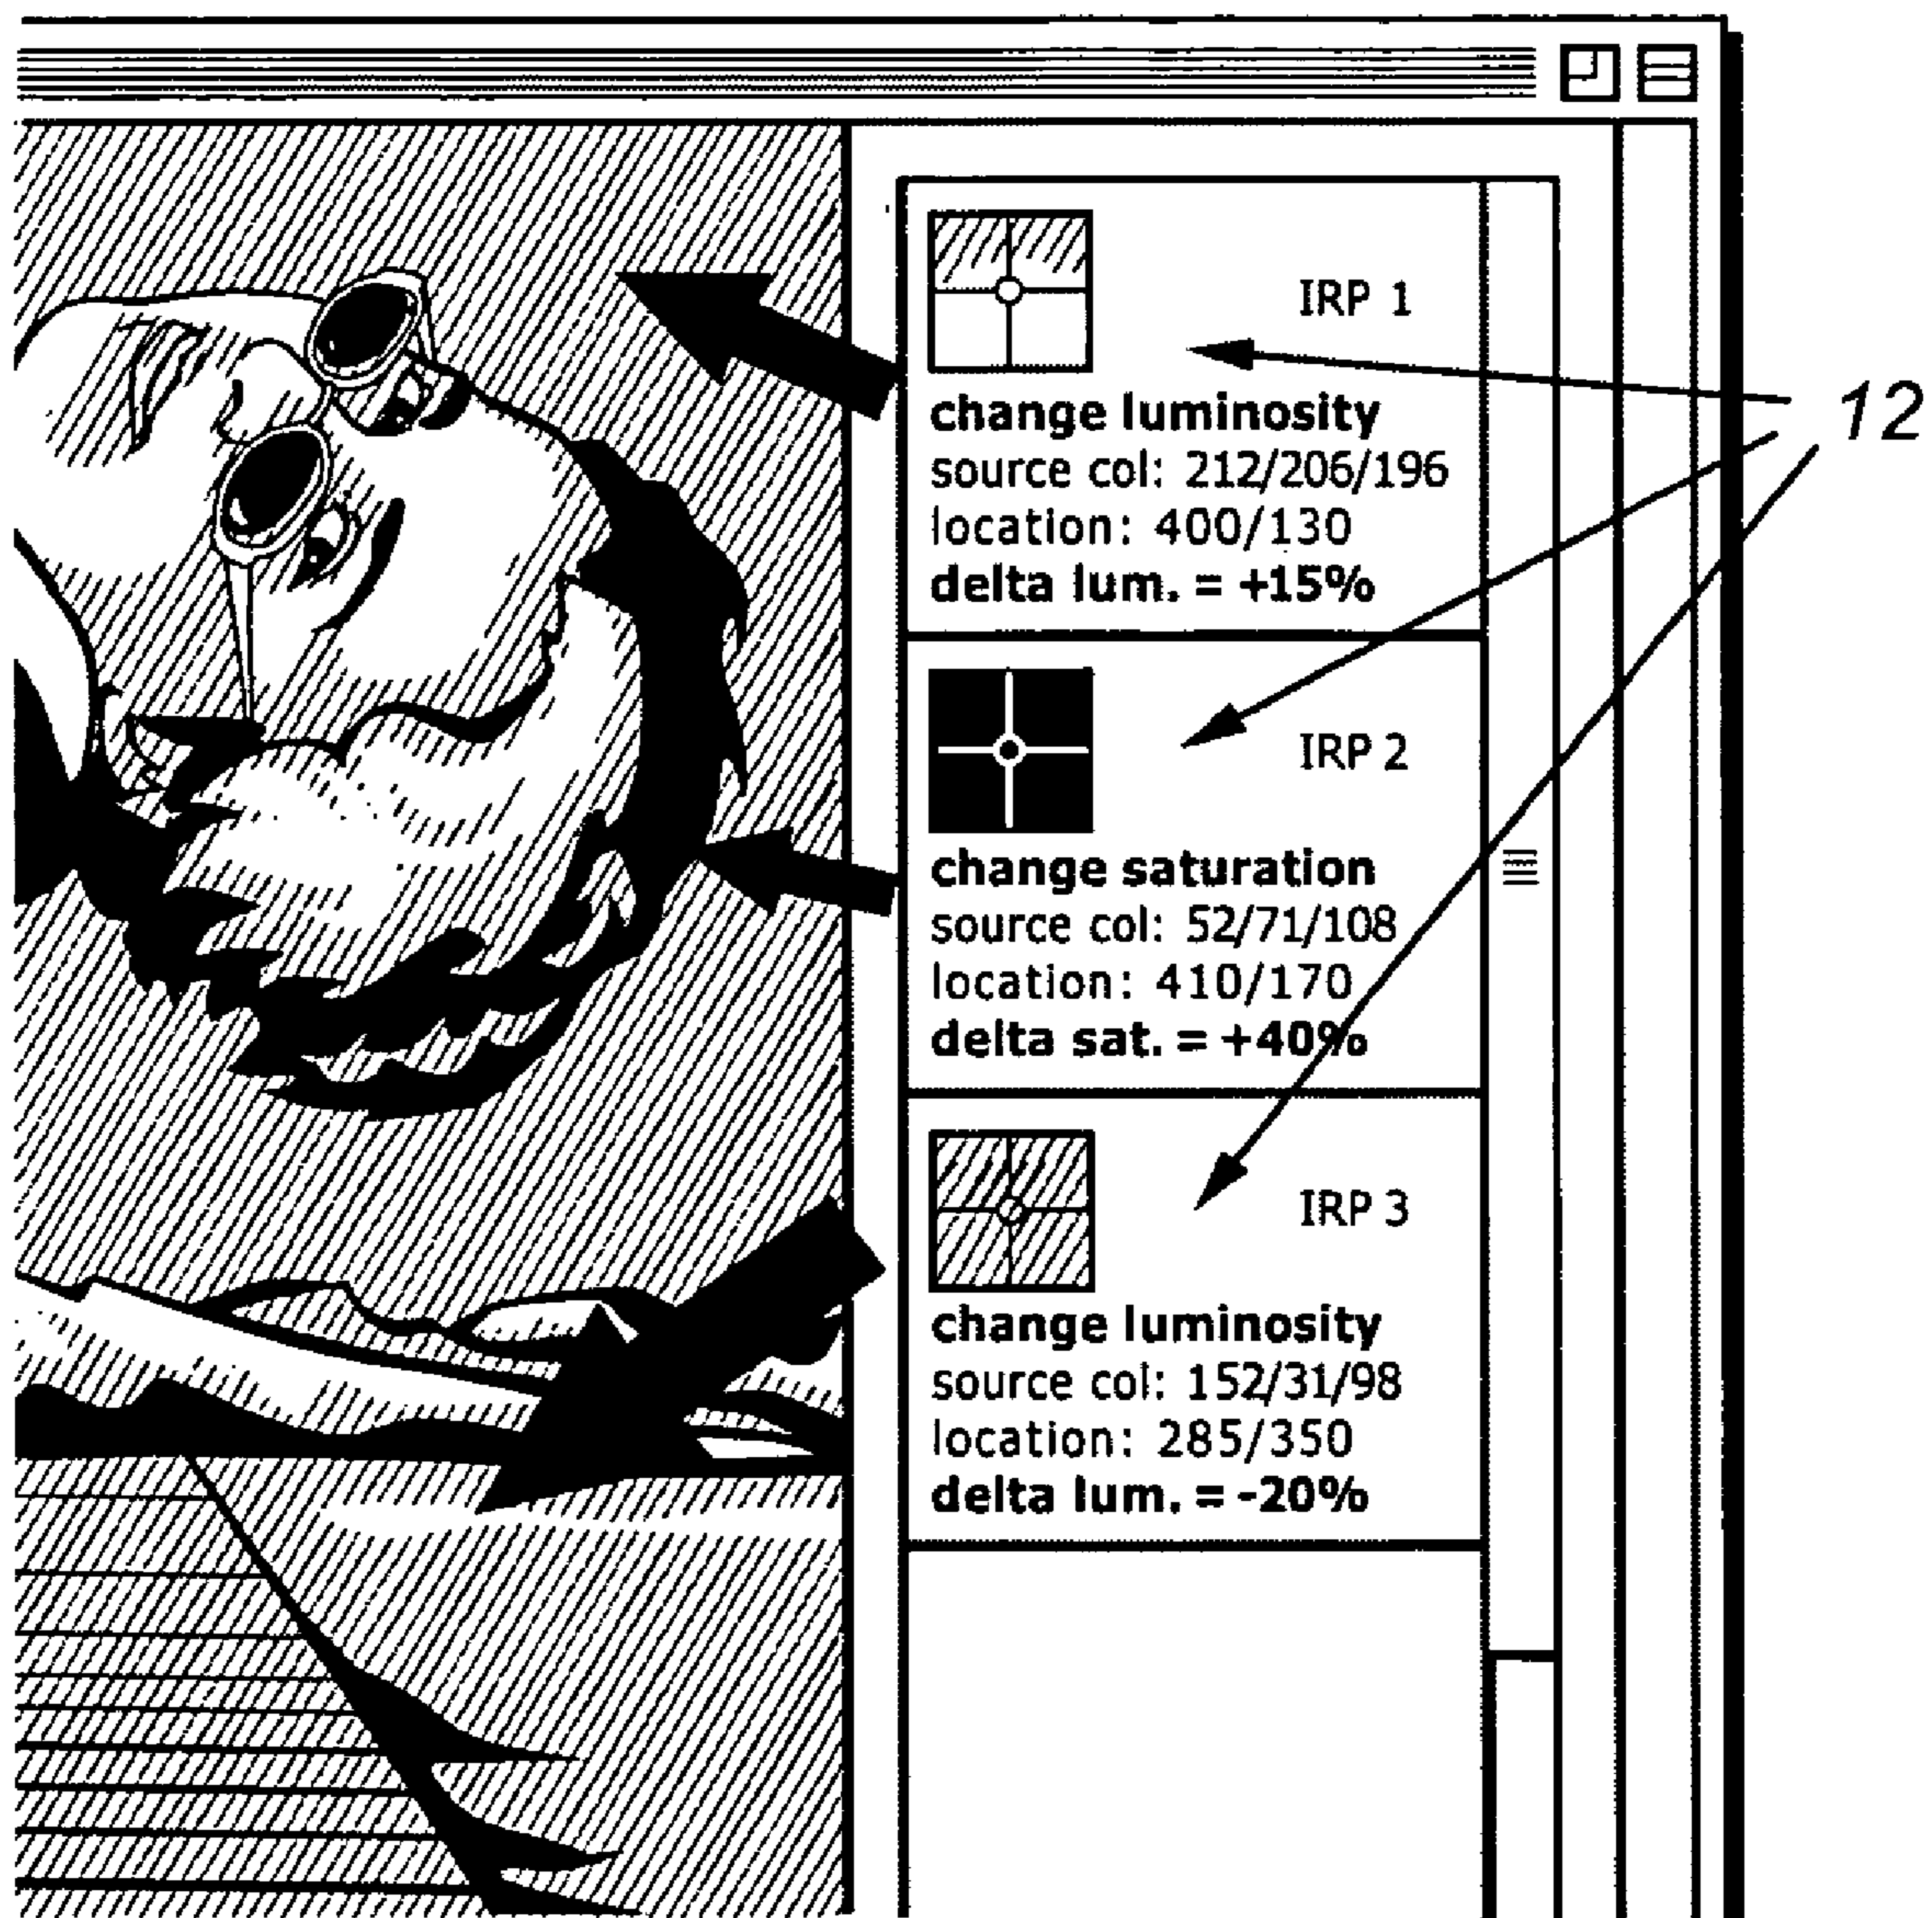 IRP 1
12
change luminosity
source col: 212/206/196
location: 400/130
delta lum. = +15%
IRP 2
change saturation
source col: 52/71/108
location: 410/170
delta sat. = +40%
IRP 3
change luminosity
source col: 152/31/98
location: 285/350
delta lum. = -20%